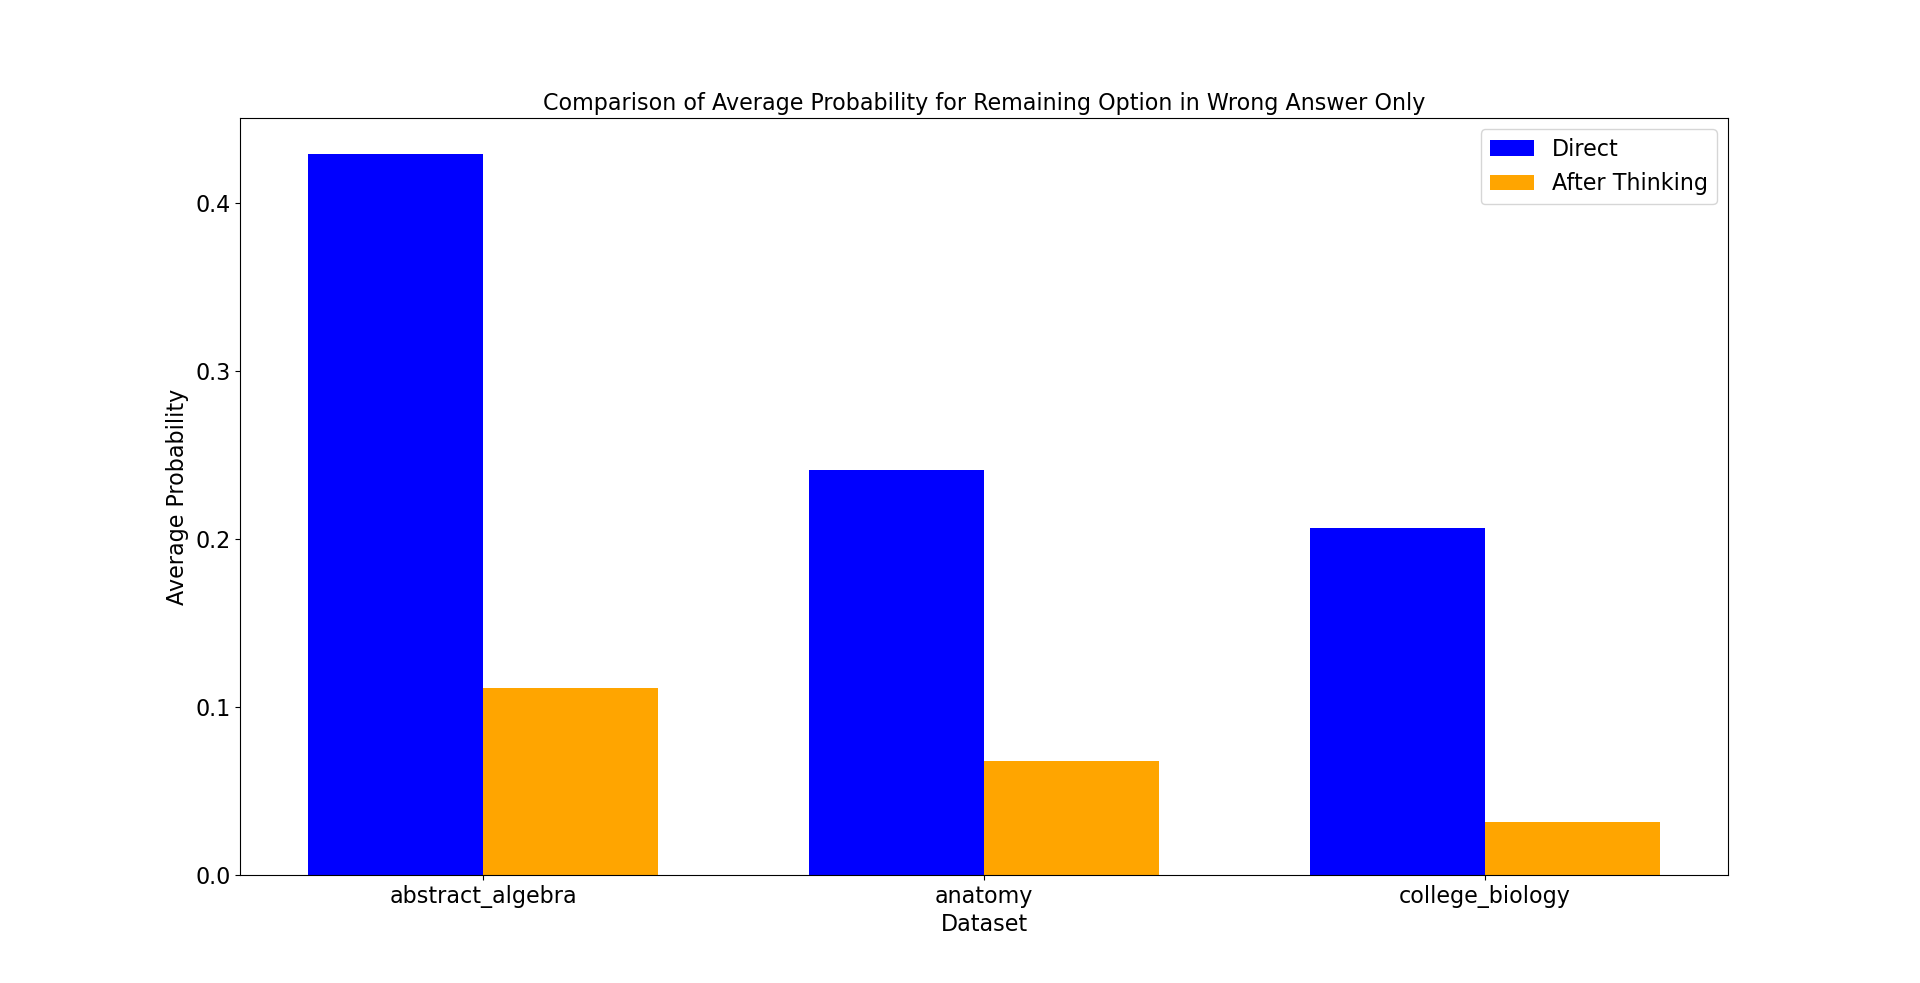 Comparison of Average Probability for Remaining Option in Wrong Answer Only
Direct
After Thinking
Average Probability
0.4
0.3
0.2
0.1
0.0
abstract_algebra
anatomy
college_biology
Dataset